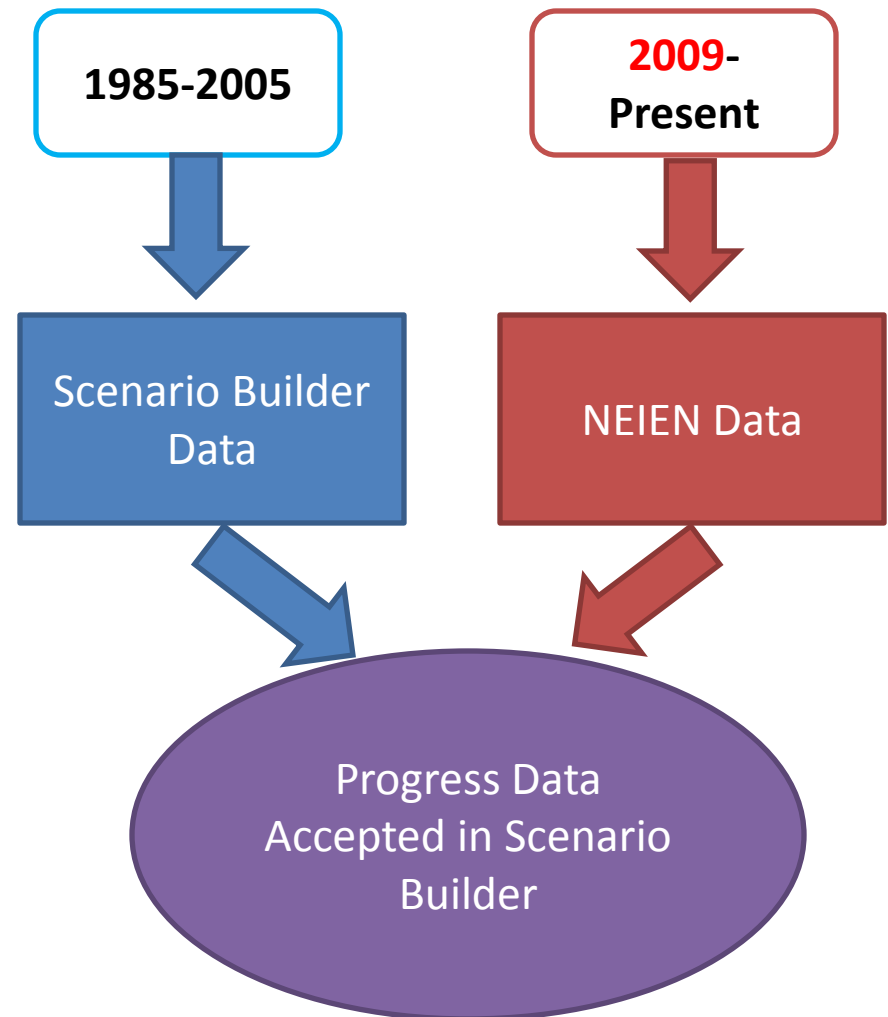 1985-2005
2009-
Present
Scenario Builder
Data
NEIEN Data
Progress Data
Accepted in Scenario
Builder